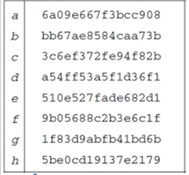 a 6a09e667f3bcc908
b bb67ae8584caa73b
c 3c6ef372fe94f82b
d a54ff53a5f1d36f1
e 510e527fade682d1
f 9b05688c2b3e6c1f
g 1f83d9abfb41bd6b
h 5be0cd19137e2179